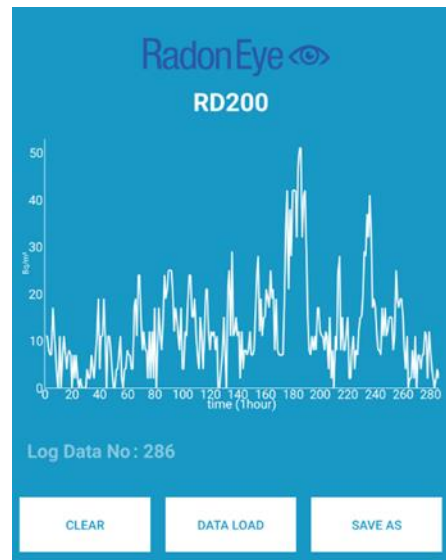 RadonEye
RD200
50
40
30
20
10
0
Bq/m³
0 20 40 60 80 100 120 140 160 180 200 220 240 260 280
time (1hour)
Log Data No : 286
CLEAR DATA LOAD SAVE AS